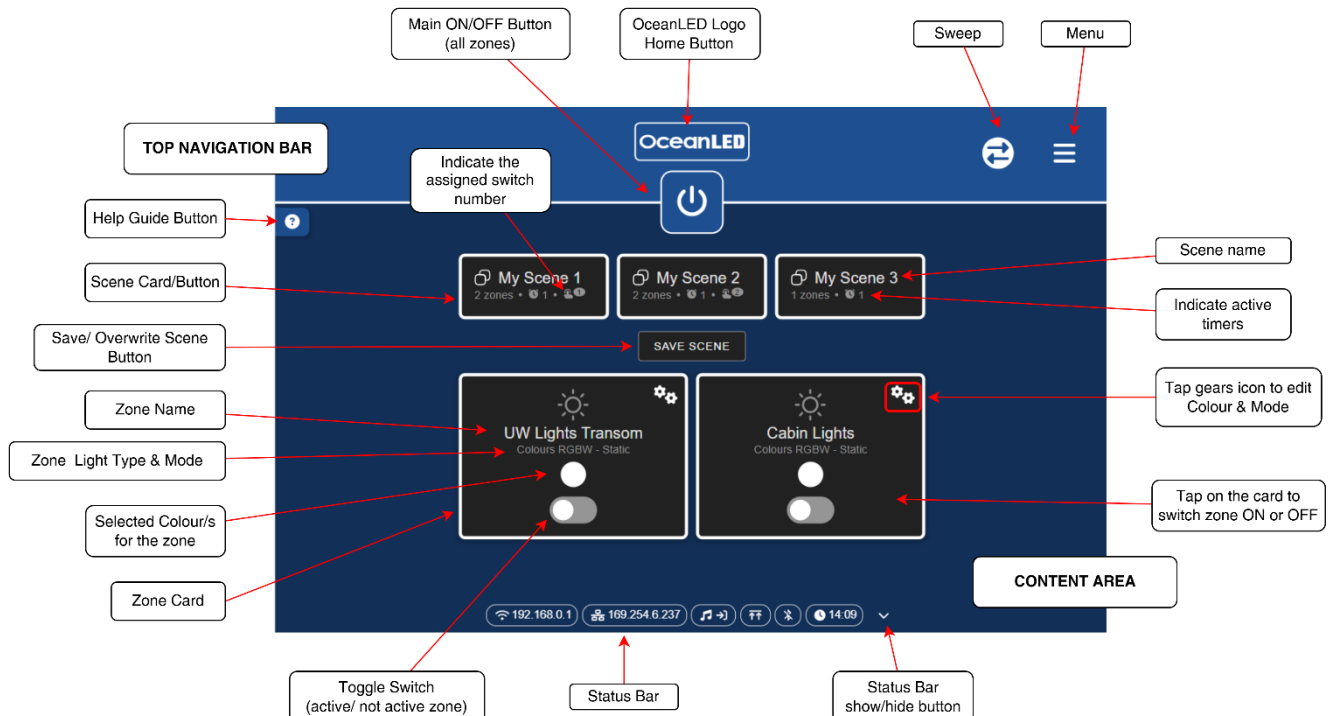 Main ON/OFF Button
(all zones)
OceanLED Logo
Home Button
Sweep
Menu
TOP NAVIGATION BAR
OceanLED
Indicate the
assigned switch
number
Help Guide Button
?
Scene Card/Button
My Scene 1
2 zones • 1 • 1
My Scene 2
2 zones • 1 • 2
My Scene 3
1 zones • 1
Scene name
Indicate active
timers
Save/ Overwrite Scene
Button
SAVE SCENE
Zone Name
Zone Light Type & Mode
Selected Colour/s
for the zone
Zone Card
UW Lights Transom
Colours RGBW - Static
Cabin Lights
Colours RGBW - Static
Tap gears icon to edit
Colour & Mode
Tap on the card to
switch zone ON or OFF
CONTENT AREA
192.168.0.1
169.254.6.237
14:09
Toggle Switch
(active/ not active zone)
Status Bar
Status Bar
show/hide button